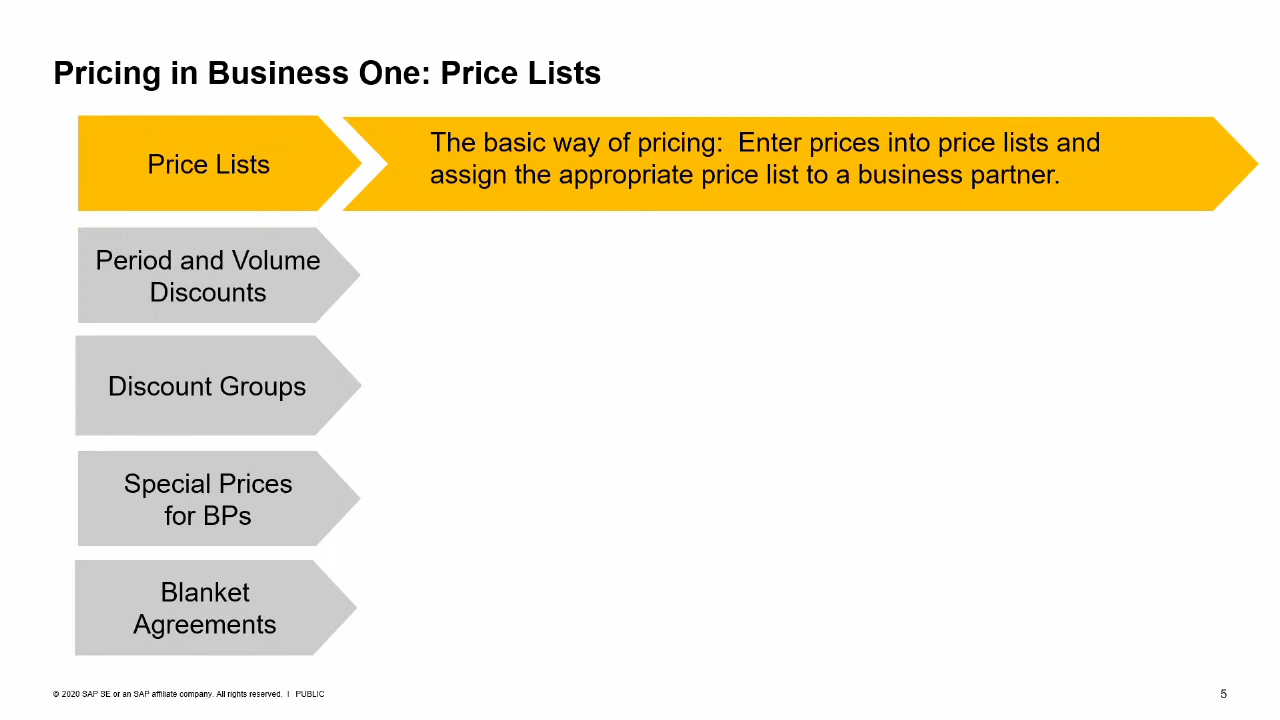 Pricing in Business One: Price Lists
Price Lists
The basic way of pricing:  Enter prices into price lists and
assign the appropriate price list to a business partner.
Period and Volume
Discounts
Discount Groups
Special Prices
for BPs
Blanket
Agreements
© 2020 SAP SE or an SAP affiliate company. All rights reserved. I PUBLIC
5